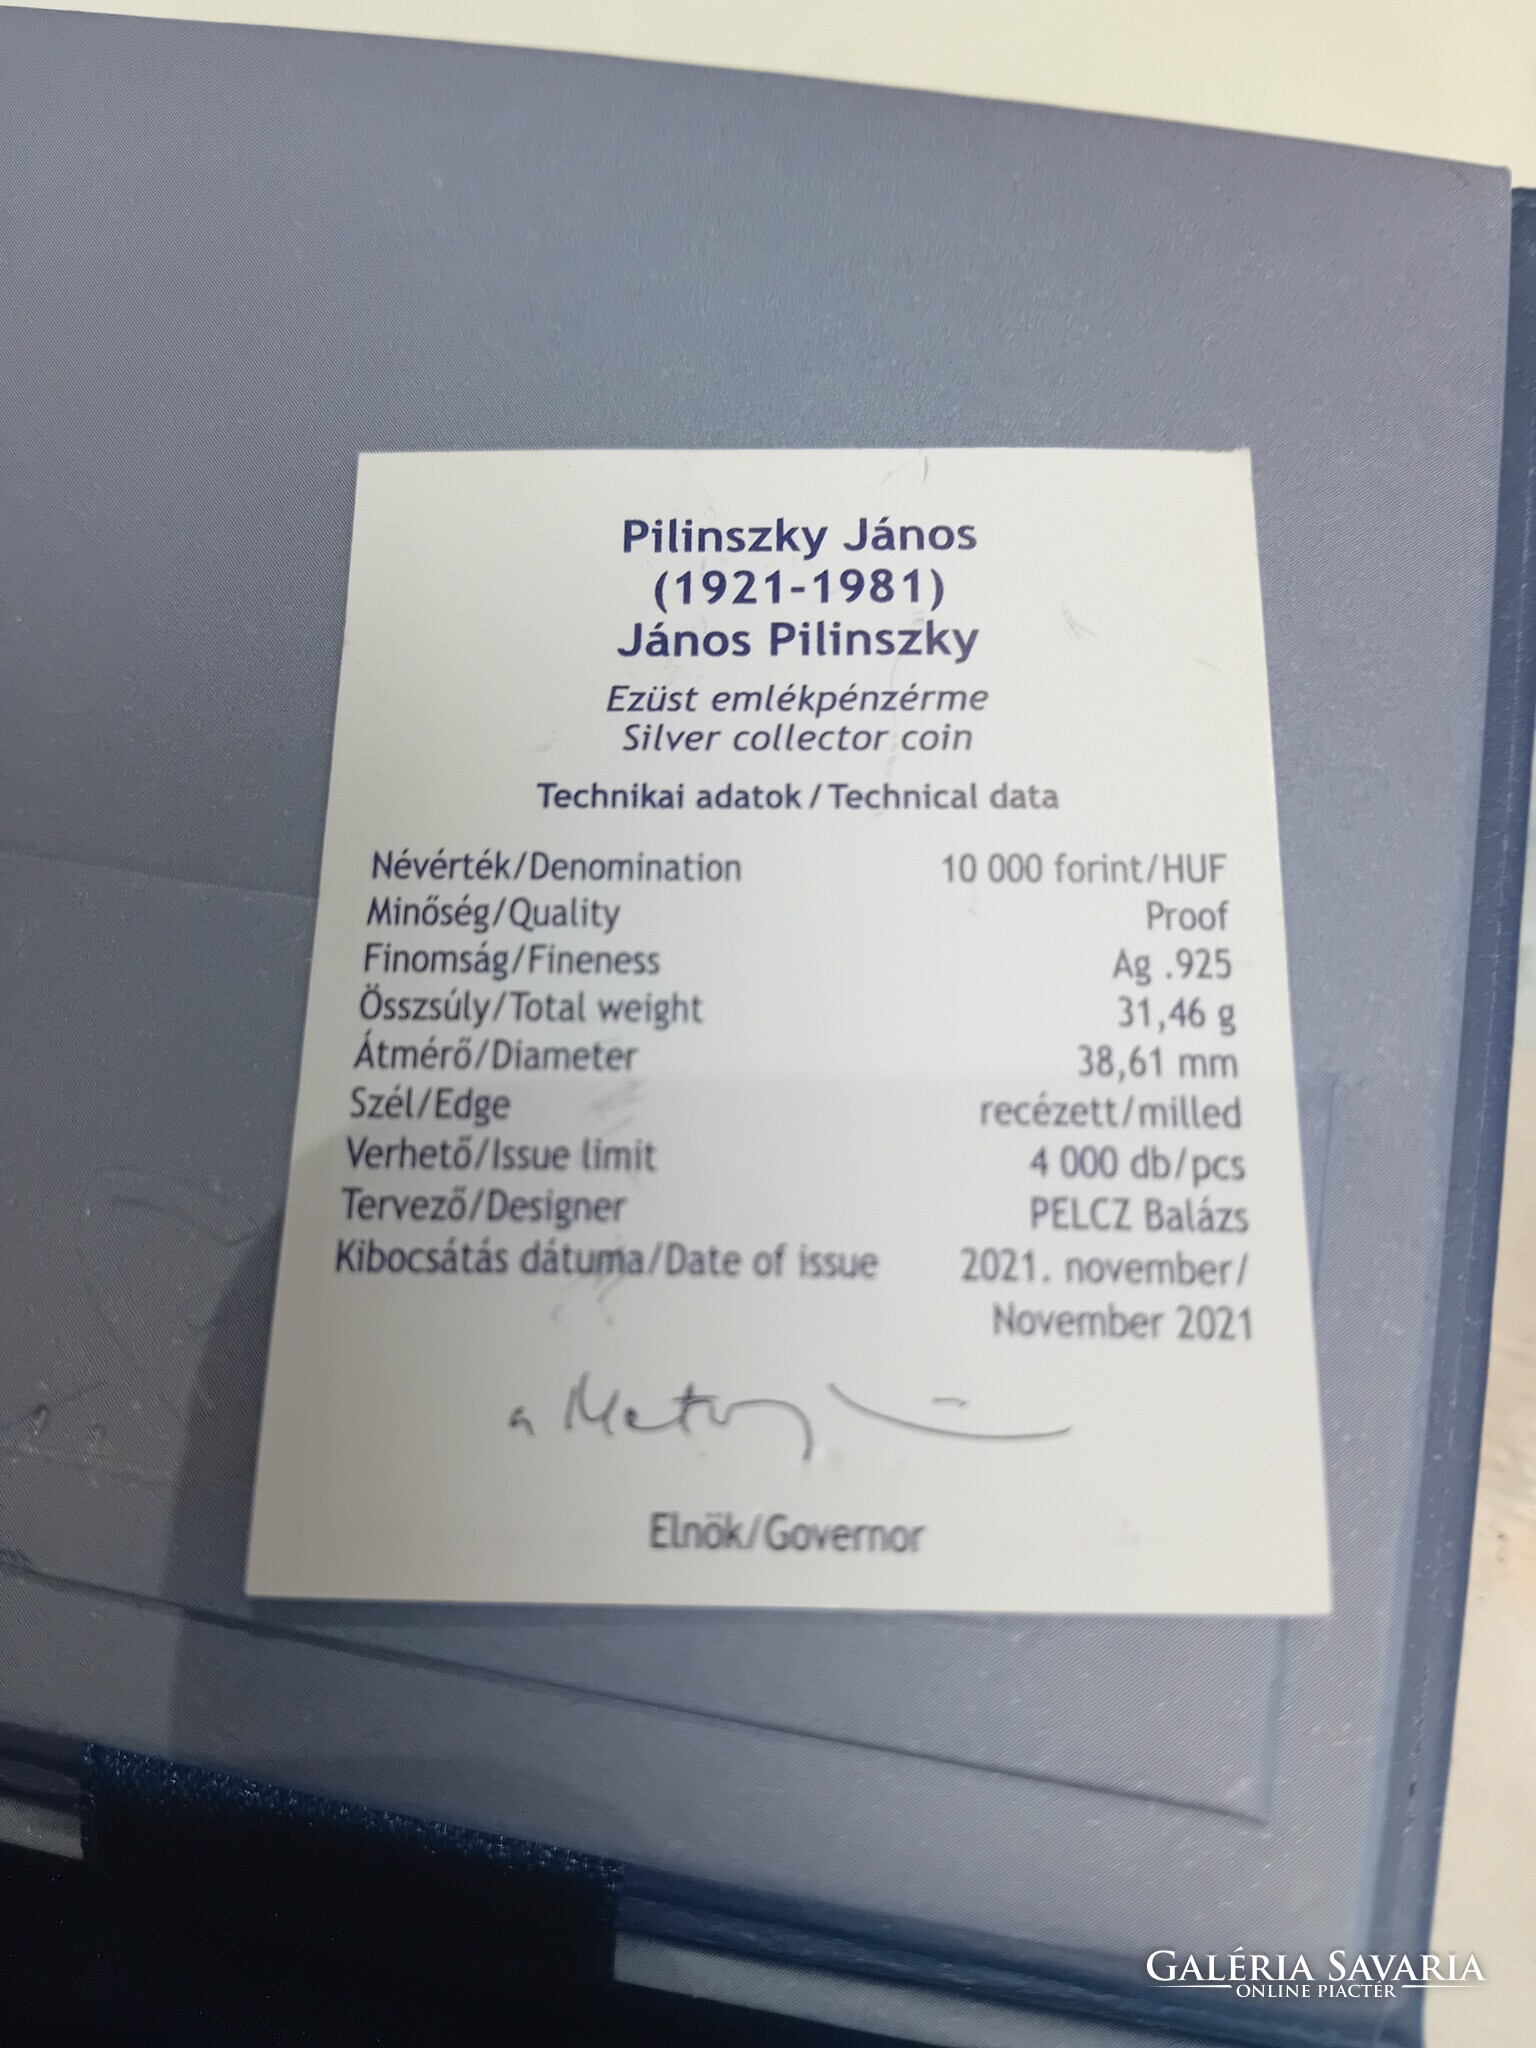 Pilinszky János
(1921-1981)
János Pilinszky
Ezüst emlékpénzérme
Silver collector coin
Technikai adatok / Technical data
Névérték/Denomination 10 000 forint/HUF
Minőség/Quality Proof
Finomság/Fineness Ag .925
Összsúly/Total weight 31,46 g
Átmérő/Diameter 38,61 mm
Szél/Edge recézett/milled
Verhető/Issue limit 4 000 db/pcs
Tervező/Designer PELCZ Balázs
Kibocsátás dátuma/Date of issue 2021. november/
November 2021
Elnök/Governor
GALÉRIA SAVARIA
ONLINE PIACTÉR